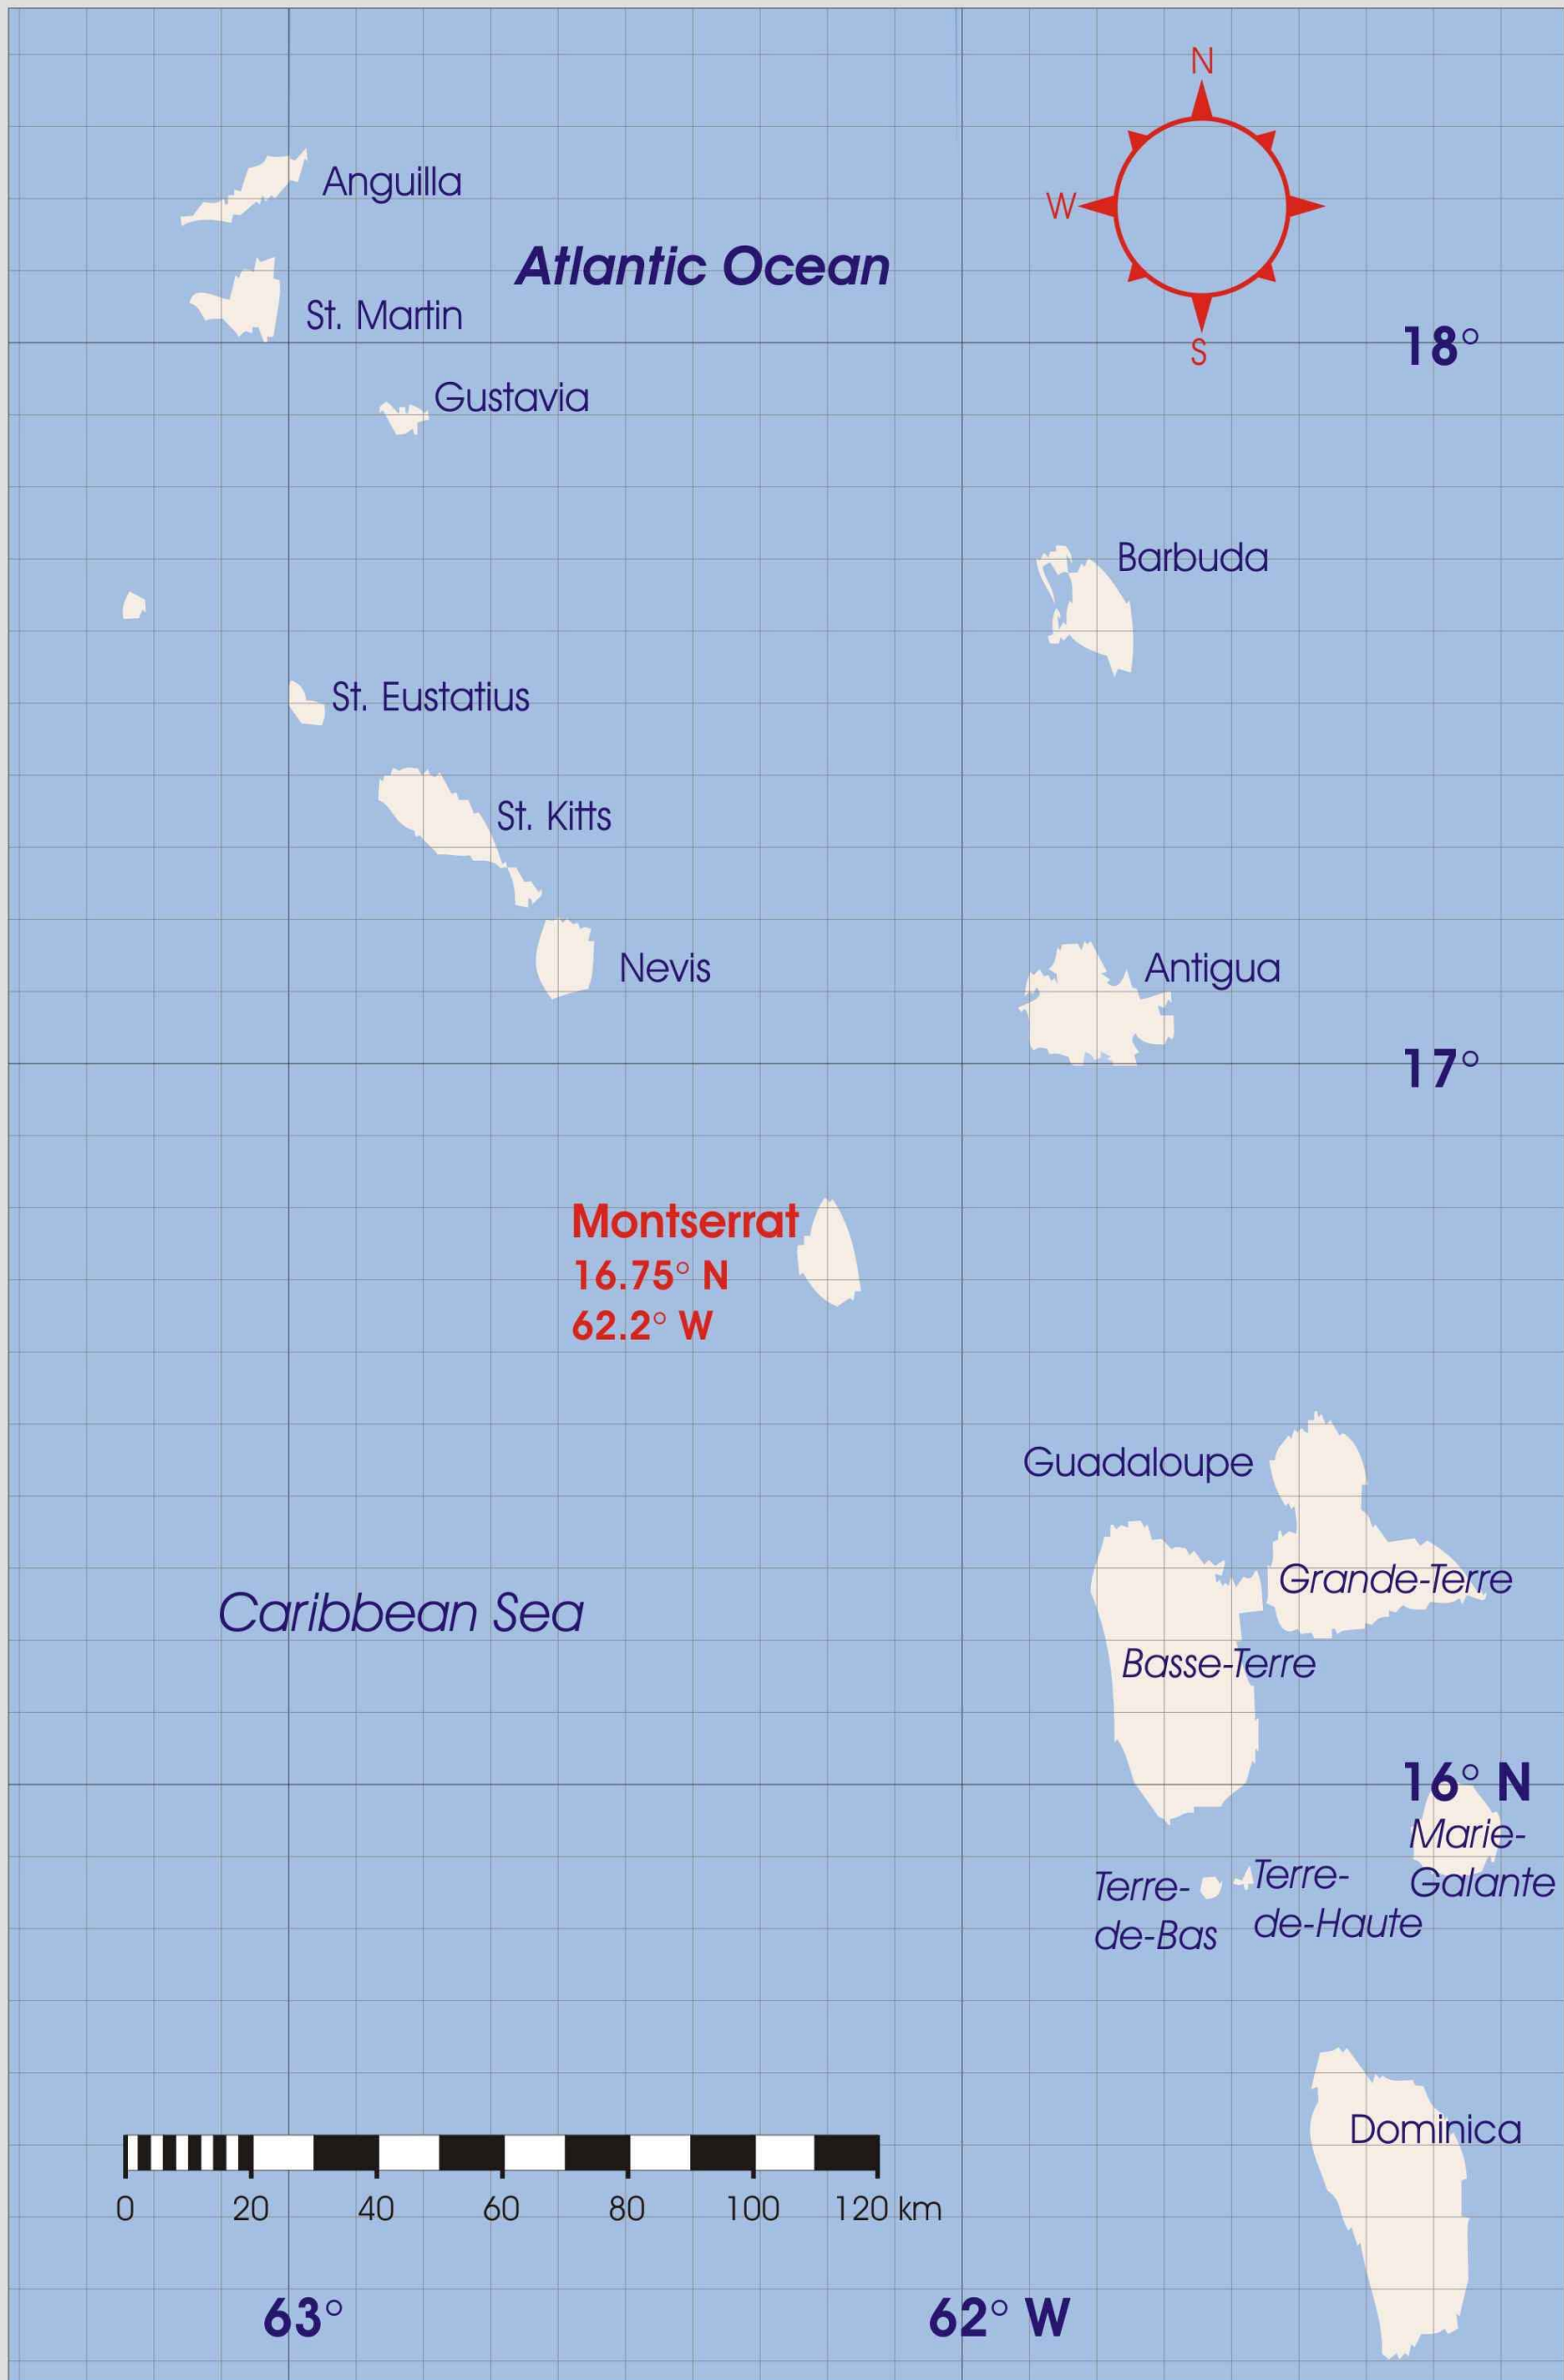 N
Anguilla
W
Atlantic Ocean
St. Martin
18°
S
Gustavia
Barbuda
St. Eustatius
St. Kitts
Nevis
Antigua
17°
Montserrat
16.75° N
62.2° W
Guadaloupe
Grande-Terre
Caribbean Sea
Basse-Terre
16° N
Marie-
Galante
Terre-
de-Bas
Terre-
de-Haute
Dominica
0 20 40 60 80 100 120 km
63° 62° W